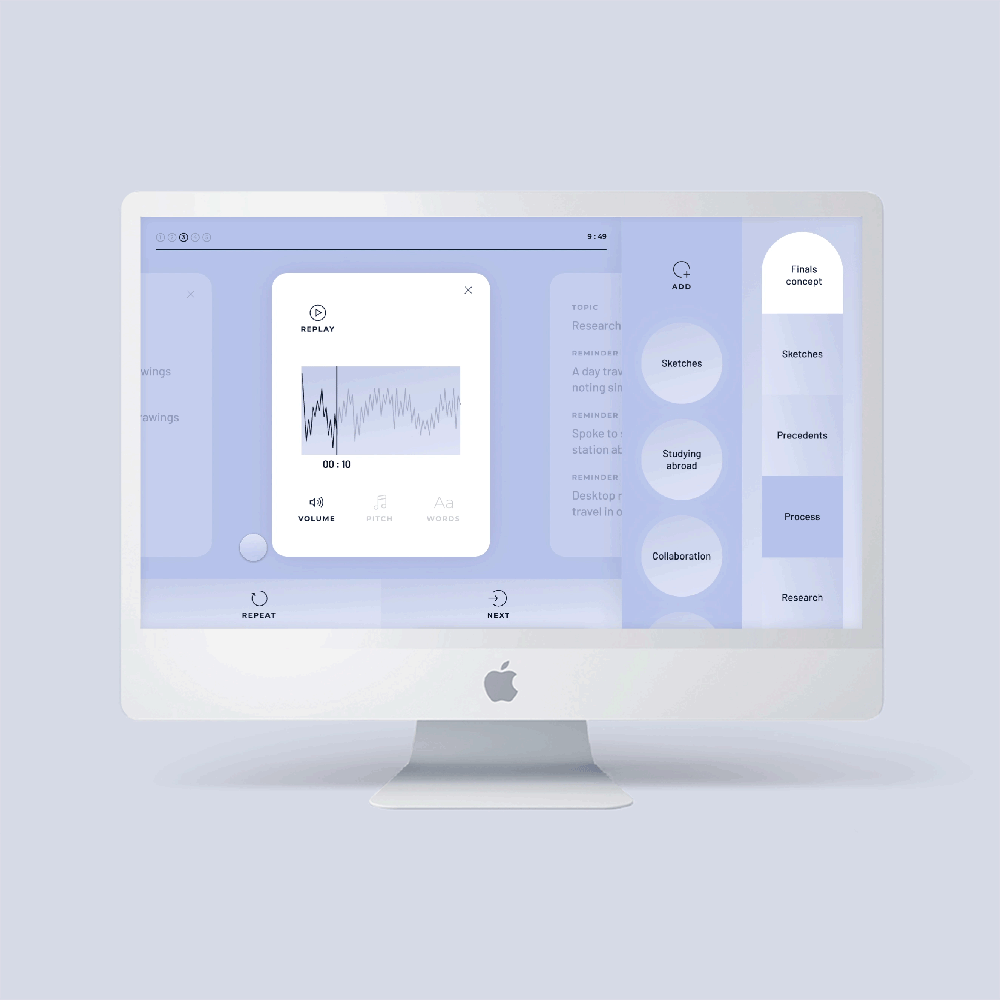 1 2 3 4 5
9 : 49
wings
rawings
REPLAY
00 : 10
VOLUME
PITCH
Aa
WORDS
TOPIC
Research
REMINDER
A day trav
noting sim
REMINDER
Spoke to
station ab
REMINDER
Desktop r
travel in o
REPEAT
NEXT
ADD
Sketches
Studying
abroad
Collaboration
Finals
concept
Sketches
Precedents
Process
Research